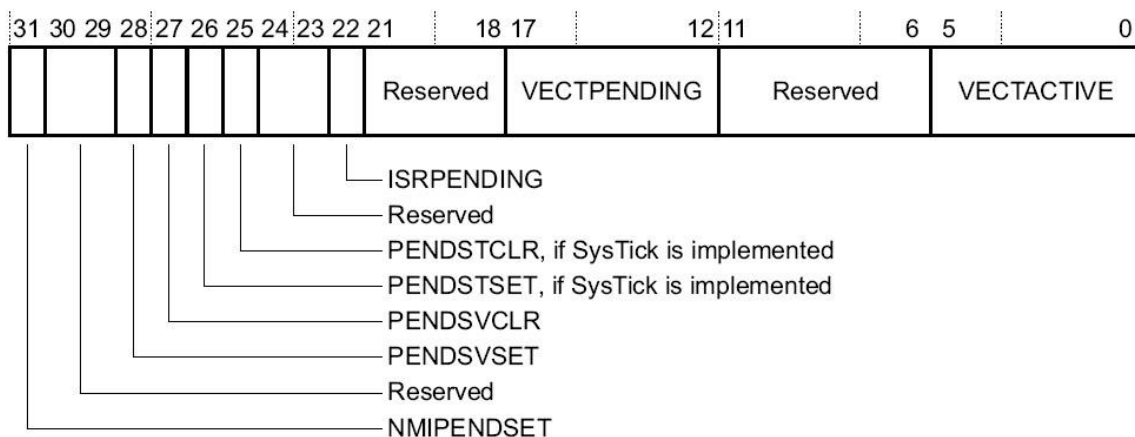 31 30 29 28 27 26 25 24 23 22 21 18 17 12 11 6 5 0
Reserved VECTPENDING Reserved VECTACTIVE
ISRPENDING
Reserved
PENDSTCLR, if SysTick is implemented
PENDSTSET, if SysTick is implemented
PENDSVCLR
PENDSVSET
Reserved
NMIPENDSET